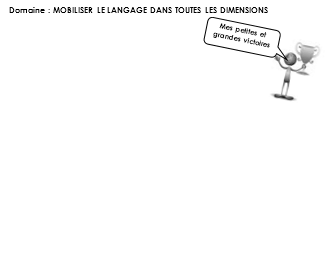 Domaine : MOBILISER LE LANGAGE DANS TOUTES LES DIMENSIONS
Mes petites et
grandes victoires